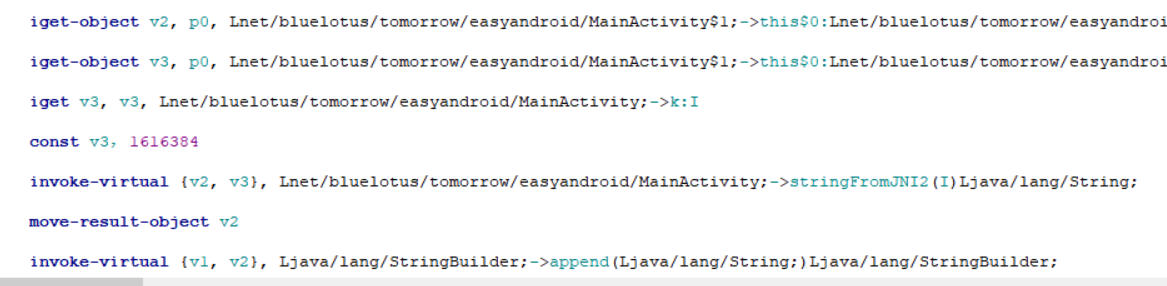 iget-object v2, p0, Lnet/bluelotus/tomorrow/easyandroid/MainActivity$1;->this$0:Lnet/bluelotus/tomorrow/easyandroi
iget-object v3, p0, Lnet/bluelotus/tomorrow/easyandroid/MainActivity$1;->this$0:Lnet/bluelotus/tomorrow/easyandroi
iget v3, v3, Lnet/bluelotus/tomorrow/easyandroid/MainActivity;->k:I
const v3，1616384
invoke-virtual {v2, v3}, Lnet/bluelotus/tomorrow/easyandroid/MainActivity;->stringFromJNI2(I)Ljava/lang/String;
move-result-object v2
invoke-virtual {v1, v2}, Ljava/lang/StringBuilder;->append(Ljava/lang/String;)Ljava/lang/StringBuilder;